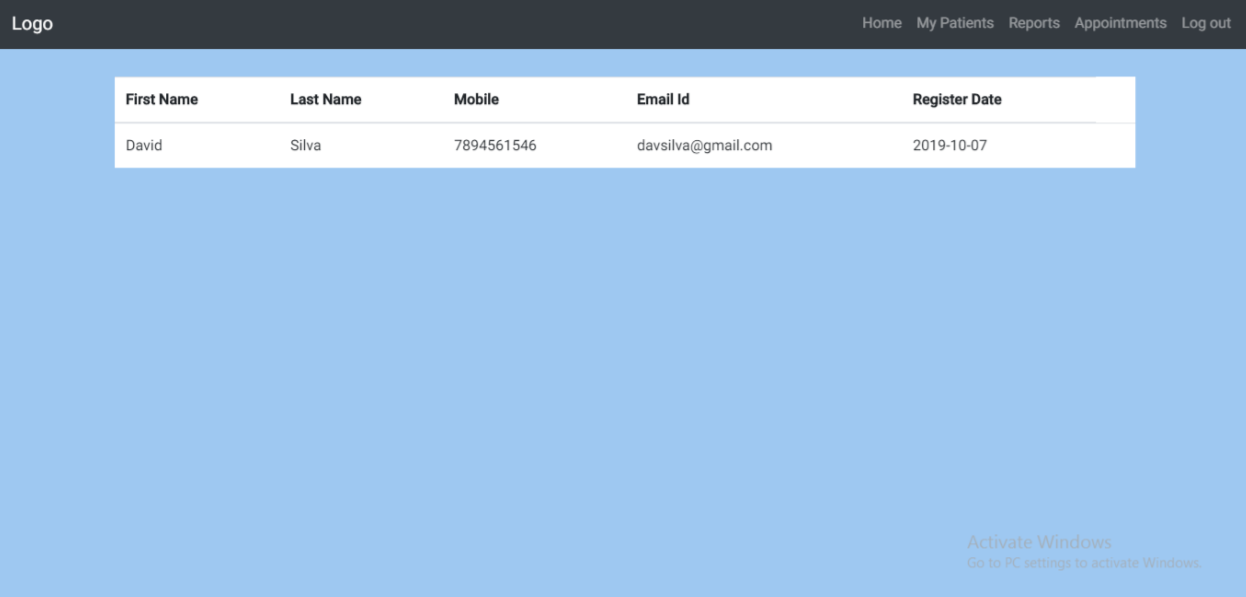 Logo Home My Patients Reports Appointments Log out
First Name Last Name Mobile Email Id Register Date
David Silva 7894561546 davsilva@gmail.com 2019-10-07
Activate Windows
Go to PC settings to activate Windows.